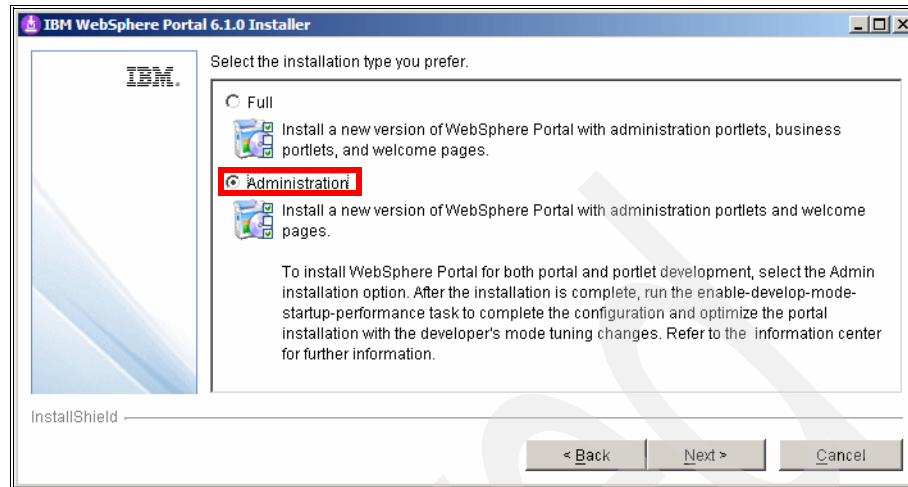 IBM WebSphere Portal 6.1.0 Installer
IBM.
Select the installation type you prefer.
Full
Install a new version of WebSphere Portal with administration portlets, business
portlets, and welcome pages.
Administration
Install a new version of WebSphere Portal with administration portlets and welcome
pages.
To install WebSphere Portal for both portal and portlet development, select the Admin
installation option. After the installation is complete, run the enable-develop-mode-
startup-performance task to complete the configuration and optimize the portal
installation with the developer's mode tuning changes. Refer to the information center
for further information.
InstallShield
< Back Next > Cancel